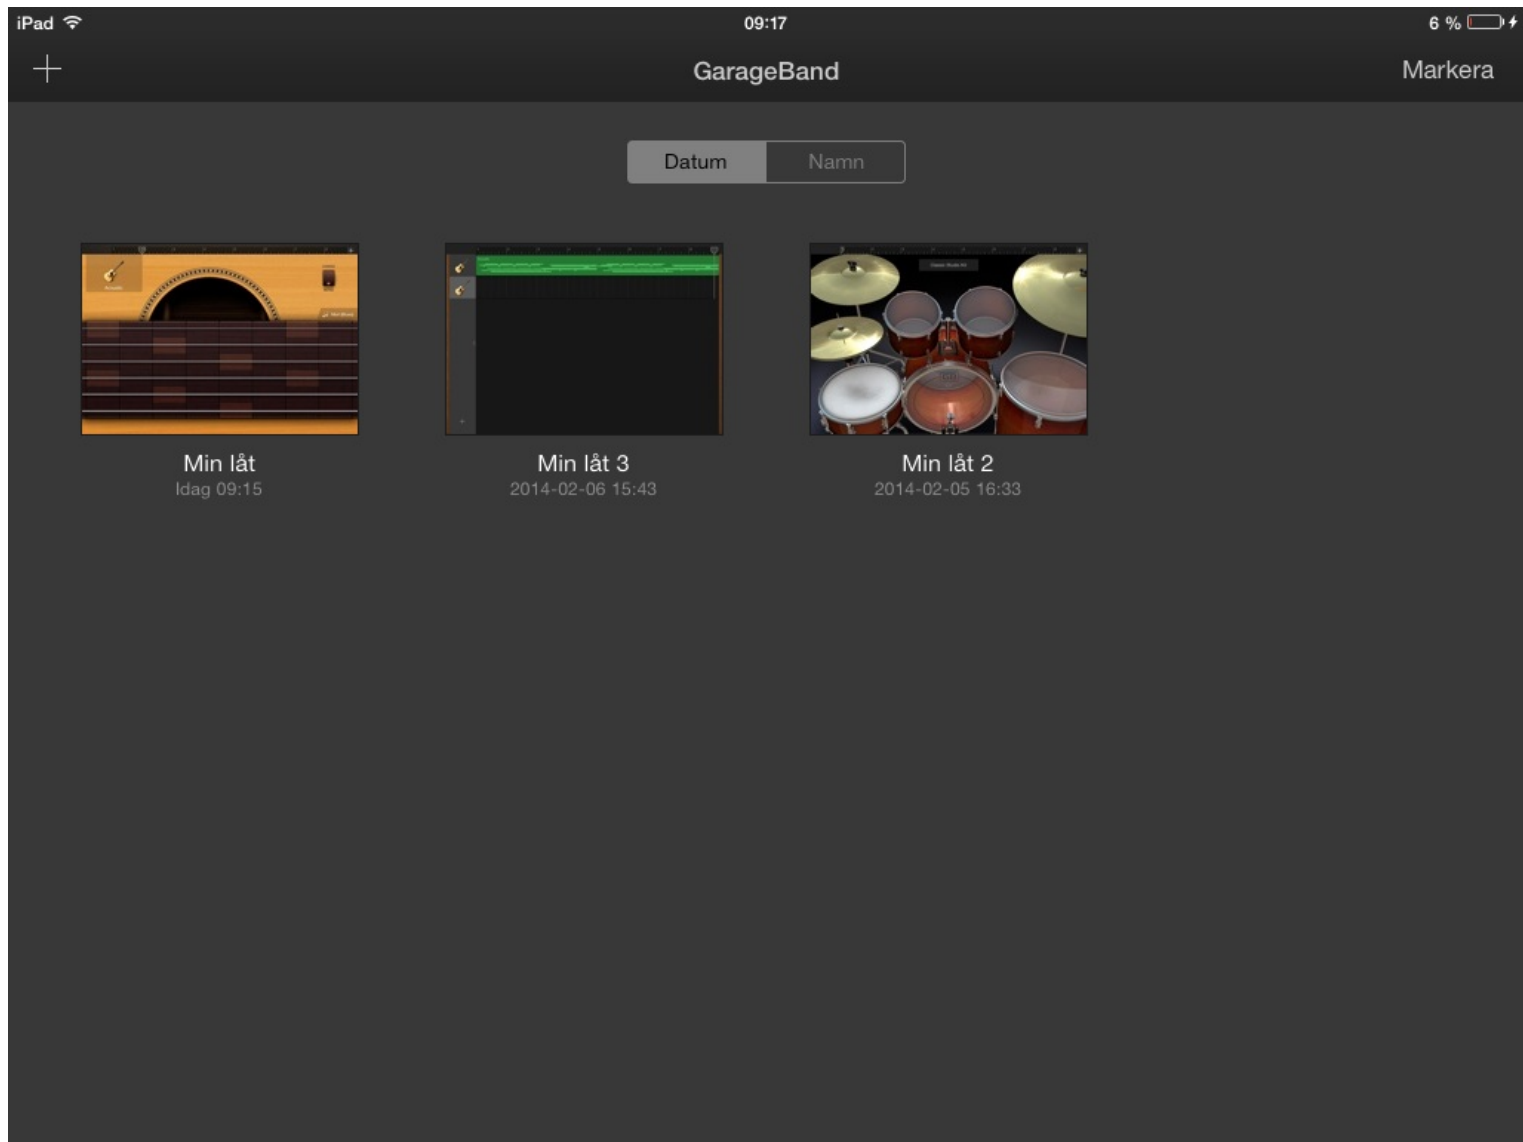 iPad 09:17 6 %
GarageBand Markera
Datum Namn
Min låt Min låt 3 Min låt 2
Idag 09:15 2014-02-06 15:43 2014-02-05 16:33